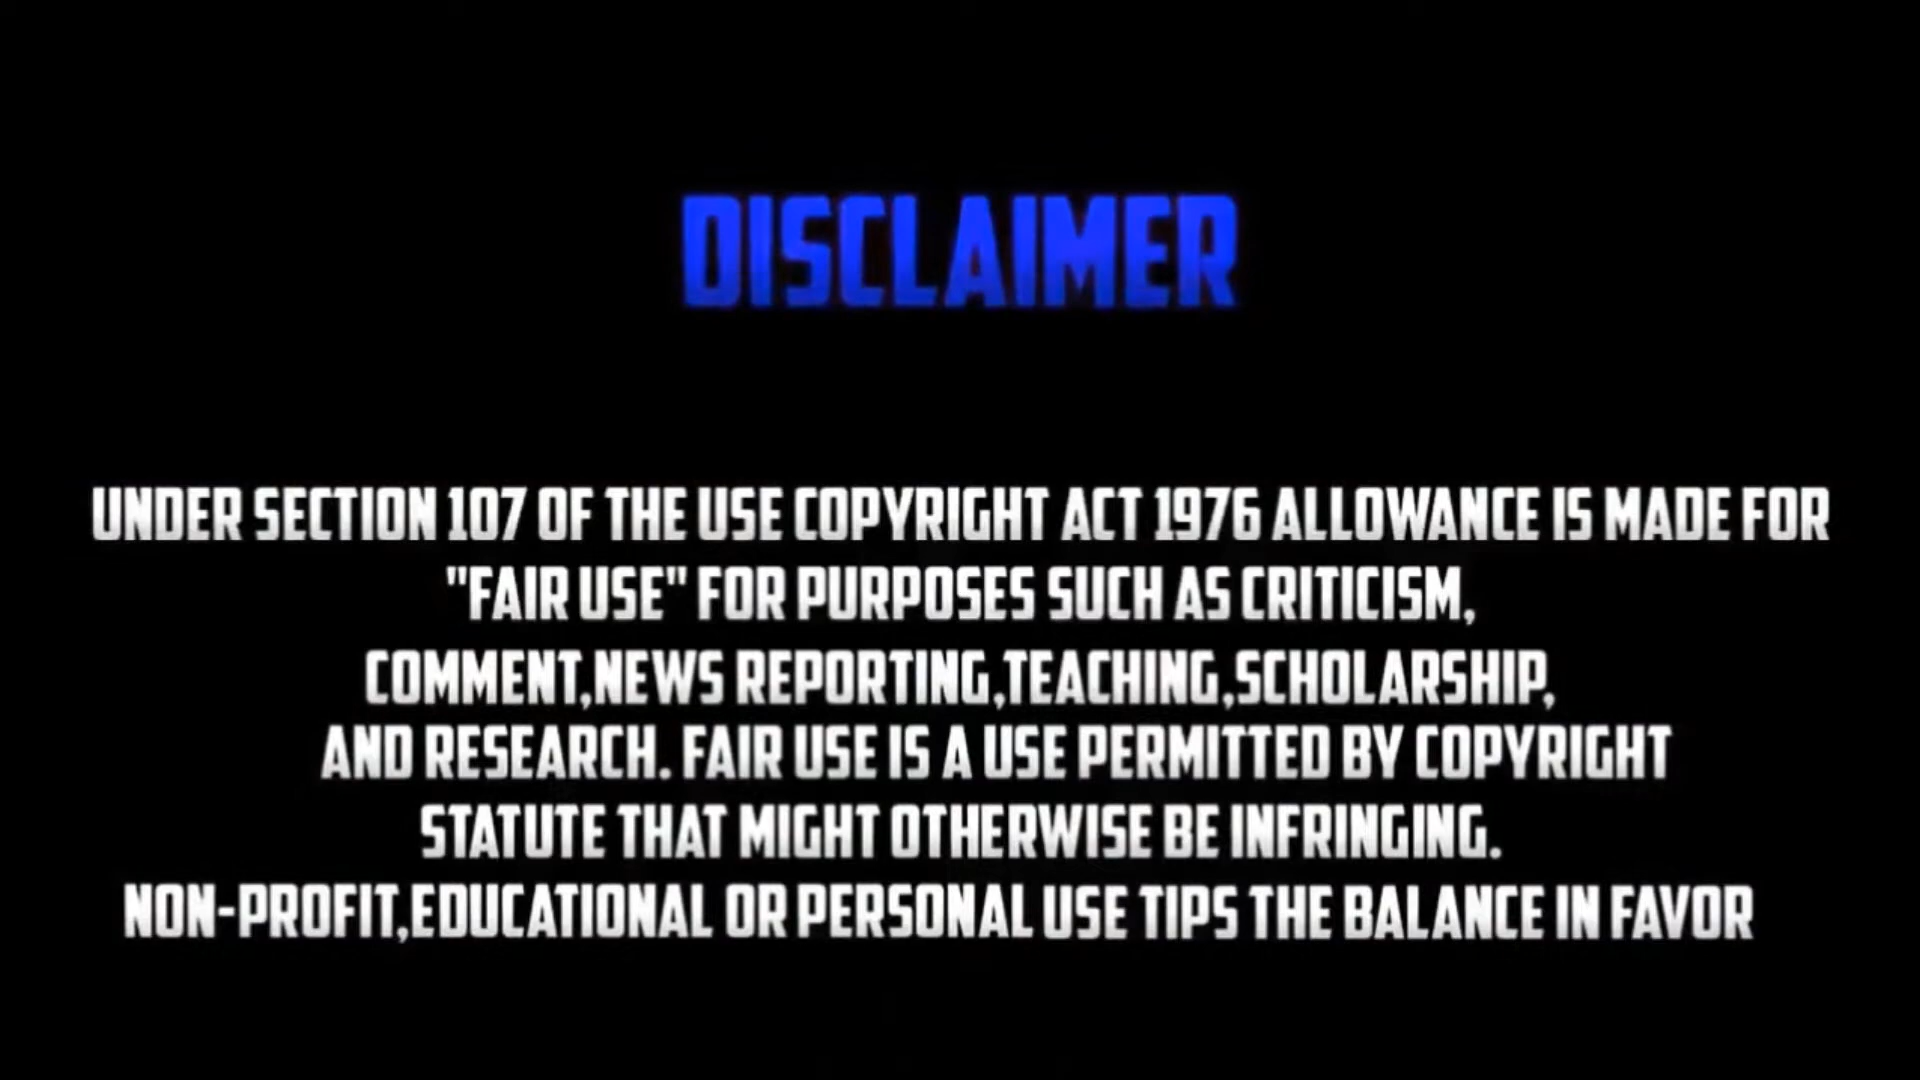 DISCLAIMER
UNDER SECTION 107 OF THE USE COPYRIGHT ACT 1976 ALLOWANCE IS MADE FOR
"FAIR USE" FOR PURPOSES SUCH AS CRITICISM,
COMMENT,NEWS REPORTING,TEACHING,SCHOLARSHIP,
AND RESEARCH. FAIR USE IS A USE PERMITTED BY COPYRIGHT
STATUTE THAT MIGHT OTHERWISE BE INFRINGING.
NON-PROFIT,EDUCATIONAL OR PERSONAL USE TIPS THE BALANCE IN FAVOR